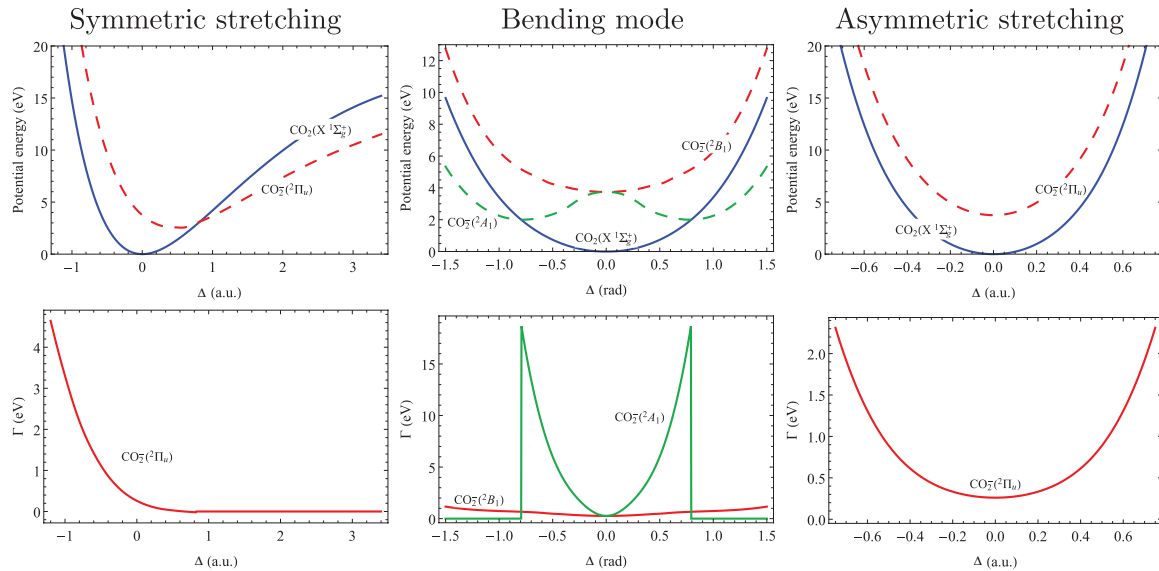 Symmetric stretching
Bending mode
Asymmetric stretching
20
15
10
5
0
Potential energy (eV)
CO₂(X ¹Σg⁺)
CO₂⁻(²Πu)
−1
0
1
2
3
Δ (a.u.)
12
10
8
6
4
2
0
Potential energy (eV)
CO₂⁻(²B₁)
CO₂⁻(²A₁)
CO₂(X ¹Σg⁺)
−1.5
−1.0
−0.5
0.0
0.5
1.0
1.5
Δ (rad)
20
15
10
5
0
Potential energy (eV)
CO₂⁻(²Πu)
CO₂(X ¹Σg⁺)
−0.6
−0.4
−0.2
0.0
0.2
0.4
0.6
Δ (a.u.)
4
3
2
1
0
Γ (eV)
CO₂⁻(²Πu)
−1
0
1
2
3
Δ (a.u.)
15
10
5
0
Γ (eV)
CO₂⁻(²A₁)
CO₂⁻(²B₁)
−1.5
−1.0
−0.5
0.0
0.5
1.0
1.5
Δ (rad)
2.0
1.5
1.0
0.5
0.0
Γ (eV)
CO₂⁻(²Πu)
−0.6
−0.4
−0.2
0.0
0.2
0.4
0.6
Δ (a.u.)